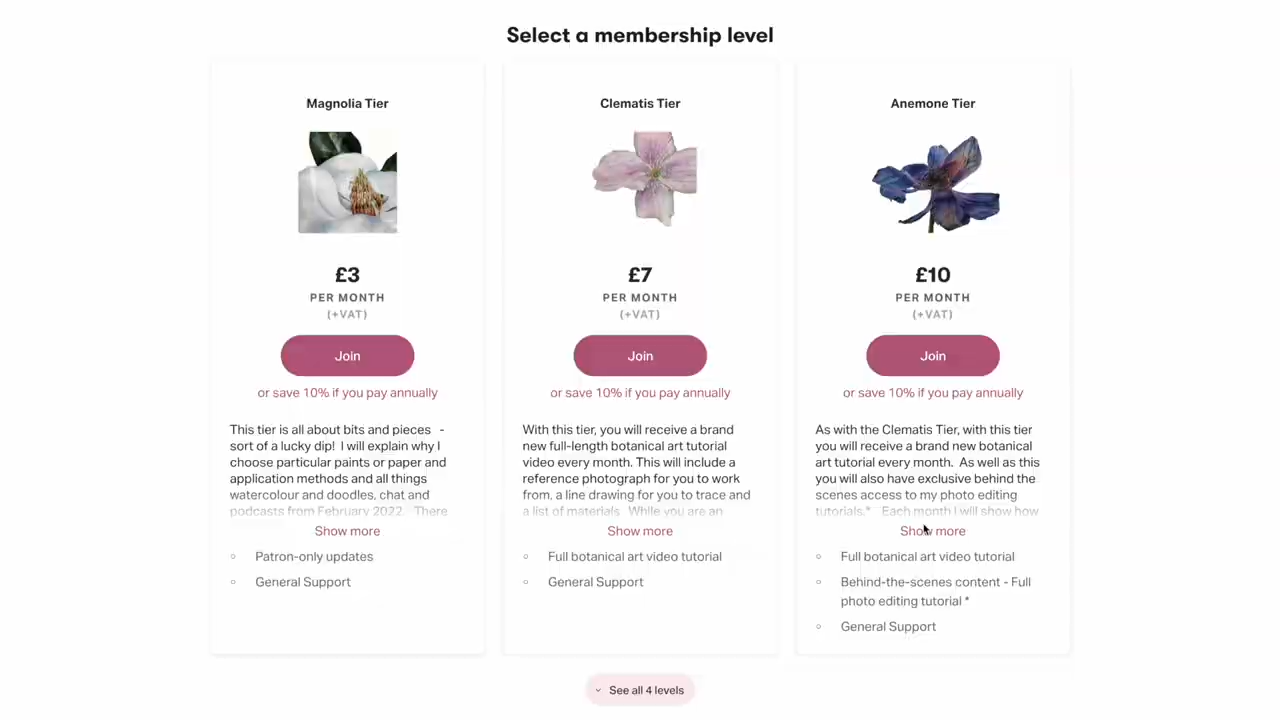 Select a membership level
Magnolia Tier
£3
PER MONTH
(+VAT)
Join
or save 10% if you pay annually
This tier is all about bits and pieces -
sort of a lucky dip! I will explain why I
choose particular paints or paper and
application methods and all things
watercolour and doodles, chat and
podcasts from February 2022. There
Show more
Patron-only updates
General Support
Clematis Tier
£7
PER MONTH
(+VAT)
Join
or save 10% if you pay annually
With this tier, you will receive a brand
new full-length botanical art tutorial
video every month. This will include a
reference photograph for you to work
from, a line drawing for you to trace and
a list of materials. While you are an
Show more
Full botanical art video tutorial
General Support
Anemone Tier
£10
PER MONTH
(+VAT)
Join
or save 10% if you pay annually
As with the Clematis Tier, with this tier
you will receive a brand new botanical
art tutorial every month. As well as this
you will also have exclusive behind the
scenes access to my photo editing
tutorials.* Each month I will show how
Show more
Full botanical art video tutorial
Behind-the-scenes content - Full
photo editing tutorial *
General Support
See all 4 levels